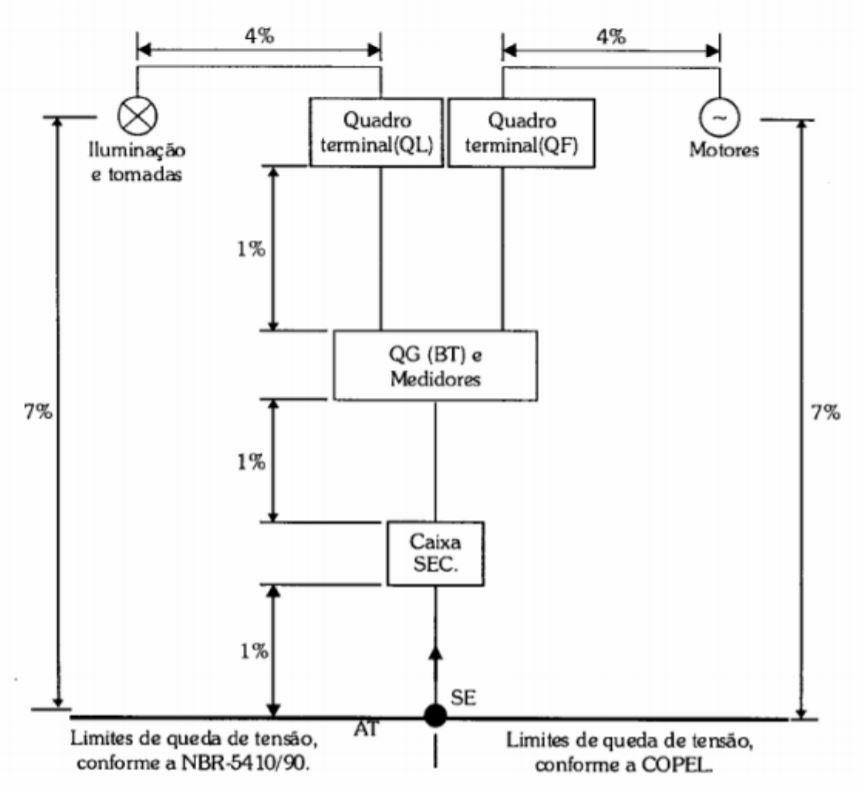 4%
4%
Quadro
terminal(QL)
Quadro
terminal(QF)
Iluminação
e tomadas
Motores
1%
QG (BT) e
Medidores
7%
7%
1%
Caixa
SEC.
1%
SE
AT
Limites de queda de tensão,
conforme a NBR-5410/90.
Limites de queda de tensão,
conforme a COPEL.
~